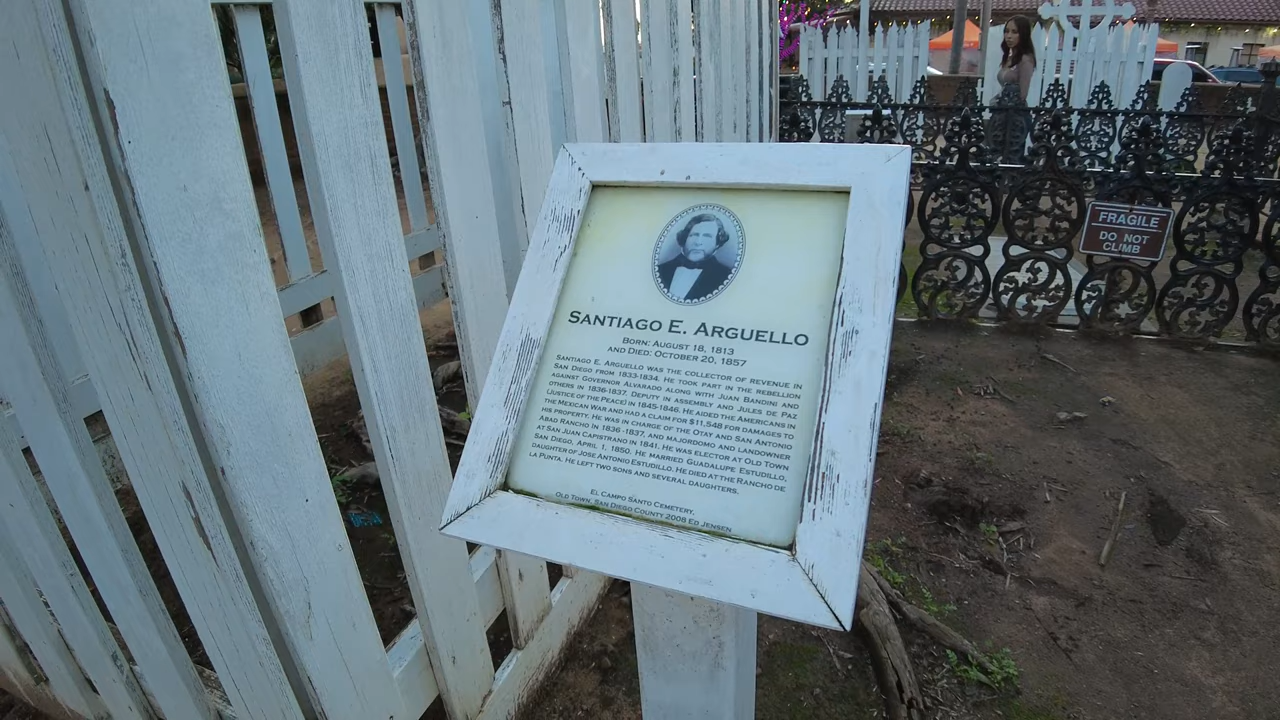 FRAGILE
DO NOT
CLIMB
SANTIAGO E. ARGUELLO
BORN: AUGUST 18, 1813
AND DIED: OCTOBER 20, 1857
SANTIAGO E. ARGUELLO WAS THE COLLECTOR OF REVENUE IN
SAN DIEGO FROM 1833-1834. HE TOOK PART IN THE REBELLION
AGAINST GOVERNOR ALVARADO ALONG WITH JUAN BANDINI AND
OTHERS IN 1836-1837. DEPUTY IN ASSEMBLY AND JULES DE PAZ
(JUSTICE OF THE PEACE) IN 1845-1846. HE AIDED THE AMERICANS IN
THE MEXICAN WAR AND HAD A CLAIM FOR $11,548 FOR DAMAGES TO
HIS PROPERTY. HE WAS IN CHARGE OF THE OTAY AND SAN ANTONIO
ABAD RANCHO IN 1836-1837, AND MAJORDOMO AND LANDOWNER
AT SAN JUAN CAPISTRANO IN 1841. HE WAS ELECTOR AT OLD TOWN
SAN DIEGO, APRIL 1, 1850. HE MARRIED GUADALUPE ESTUDILLO,
DAUGHTER OF JOSE ANTONIO ESTUDILLO. HE DIED AT THE RANCHO DE
LA PUNTA. HE LEFT TWO SONS AND SEVERAL DAUGHTERS.
EL CAMPO SANTO CEMETERY,
OLD TOWN, SAN DIEGO COUNTY 2008 ED JENSEN